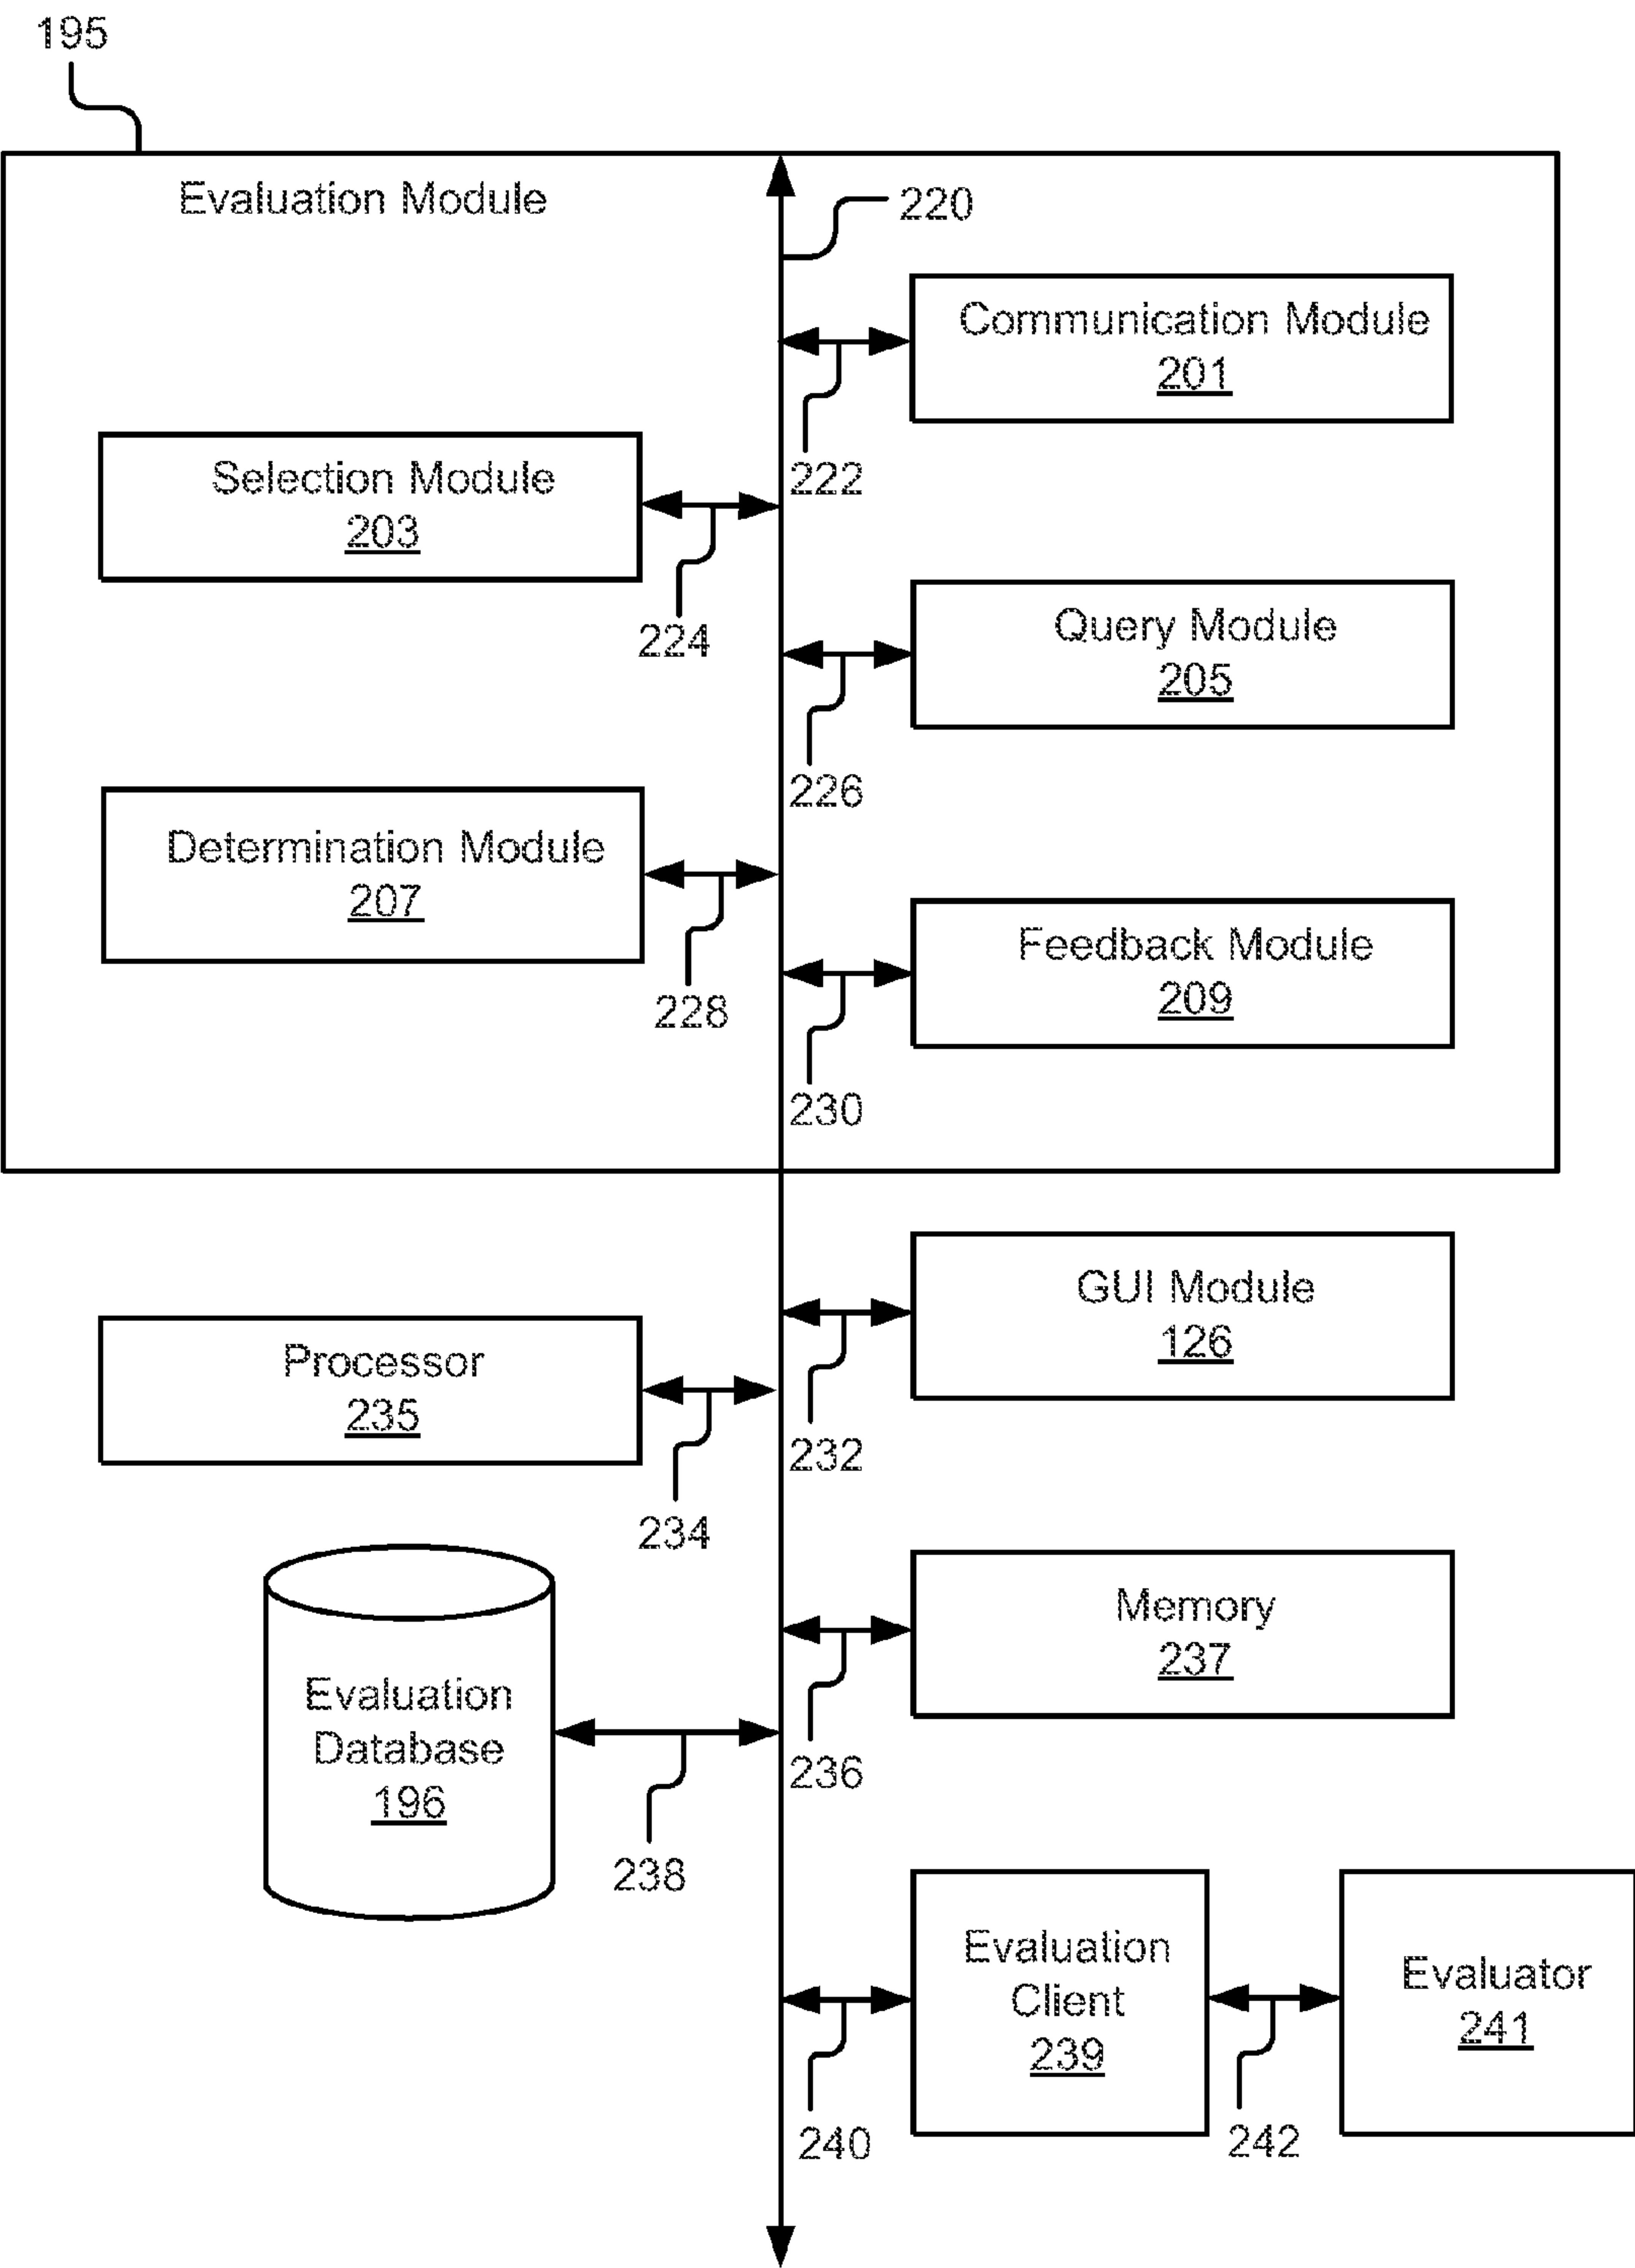 195
Evaluation Module
220
Communication Module
201
222
Selection Module
203
224
Query Module
205
226
Determination Module
207
228
Feedback Module
209
230
GUI Module
126
232
Processor
235
234
Memory
237
236
Evaluation
Database
196
238
Evaluation
Client
239
240
Evaluator
241
242